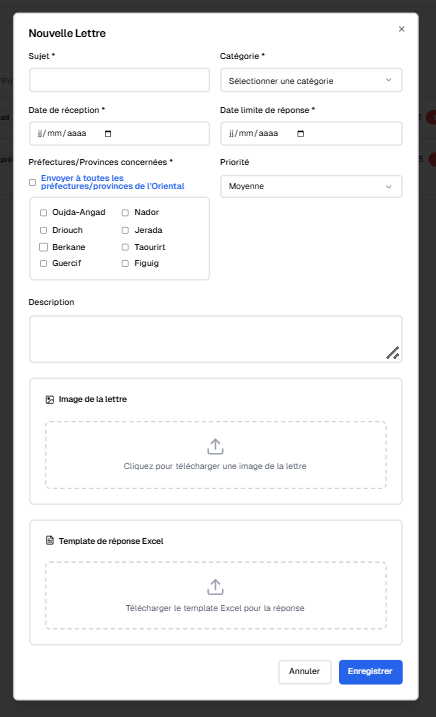 Nouvelle Lettre
Sujet *
Catégorie *
Sélectionner une catégorie
Date de réception *
Date limite de réponse *
jj/mm/aaaa
jj/mm/aaaa
Préfectures/Provinces concernées *
Priorité
Envoyer à toutes les
préfectures/provinces de l'Oriental
Moyenne
Oujda-Angad
Nador
Driouch
Jerada
Berkane
Taourirt
Guercif
Figuig
Description
Image de la lettre
Cliquez pour télécharger une image de la lettre
Template de réponse Excel
Télécharger le template Excel pour la réponse
Annuler
Enregistrer